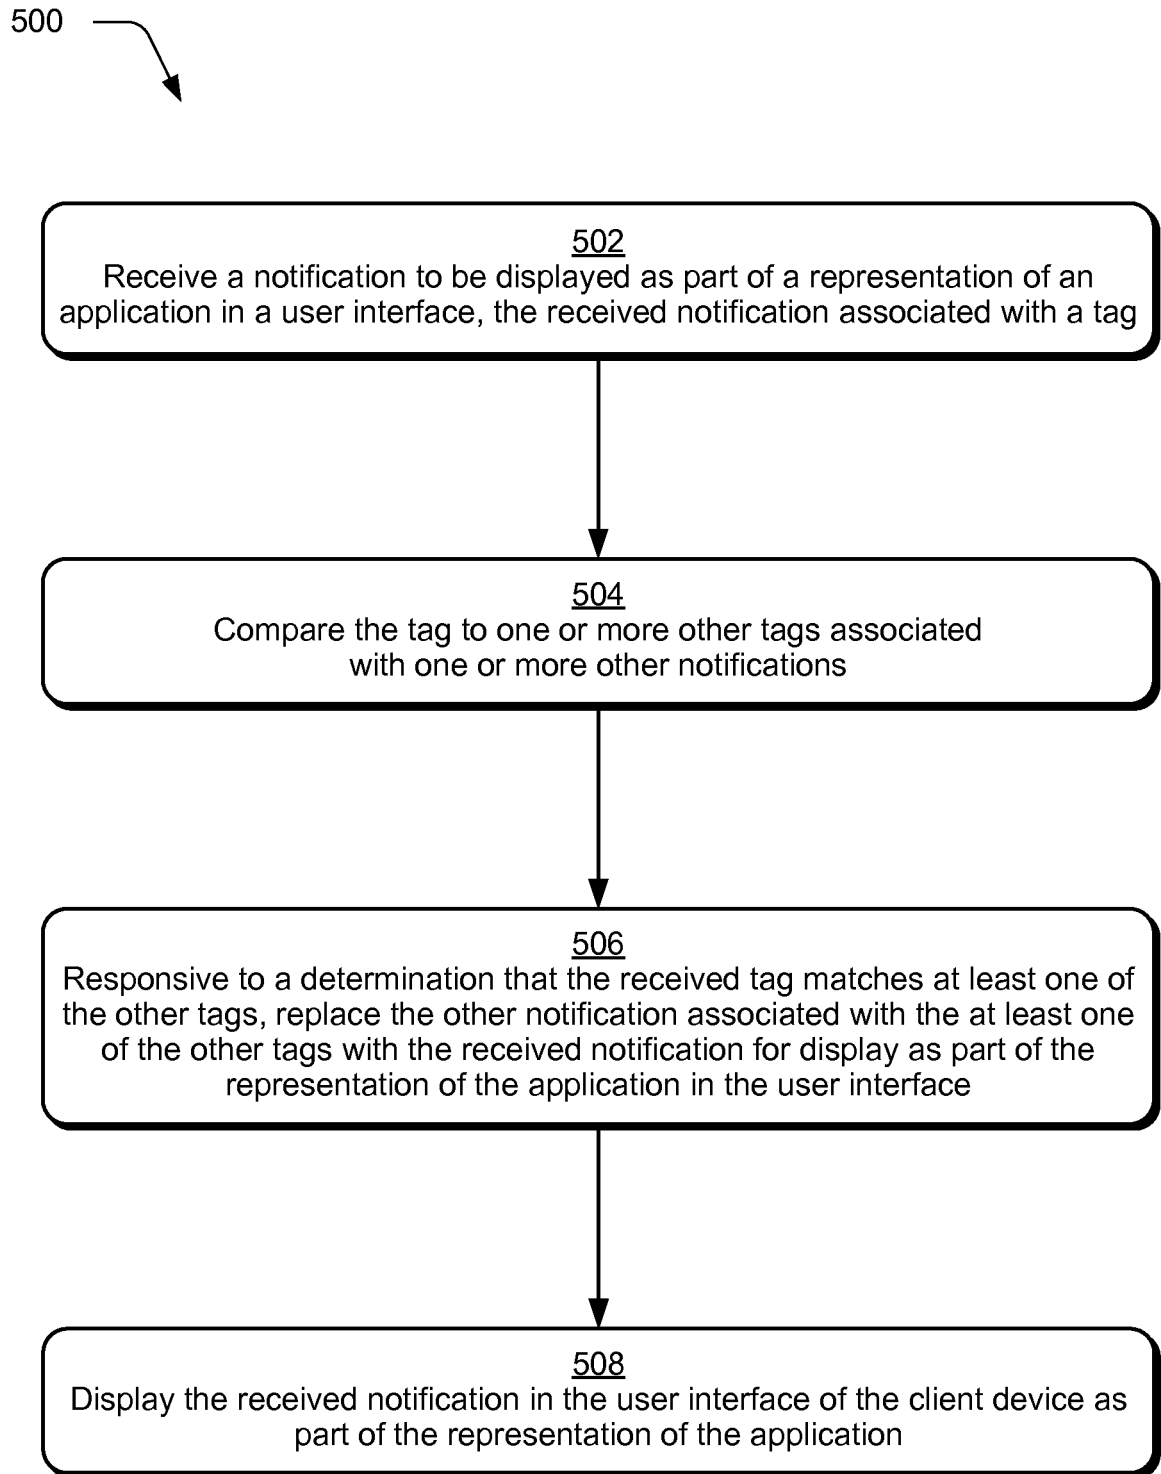 500
502
Receive a notification to be displayed as part of a representation of an
application in a user interface, the received notification associated with a tag
504
Compare the tag to one or more other tags associated
with one or more other notifications
506
Responsive to a determination that the received tag matches at least one of
the other tags, replace the other notification associated with the at least one
of the other tags with the received notification for display as part of the
representation of the application in the user interface
508
Display the received notification in the user interface of the client device as
part of the representation of the application